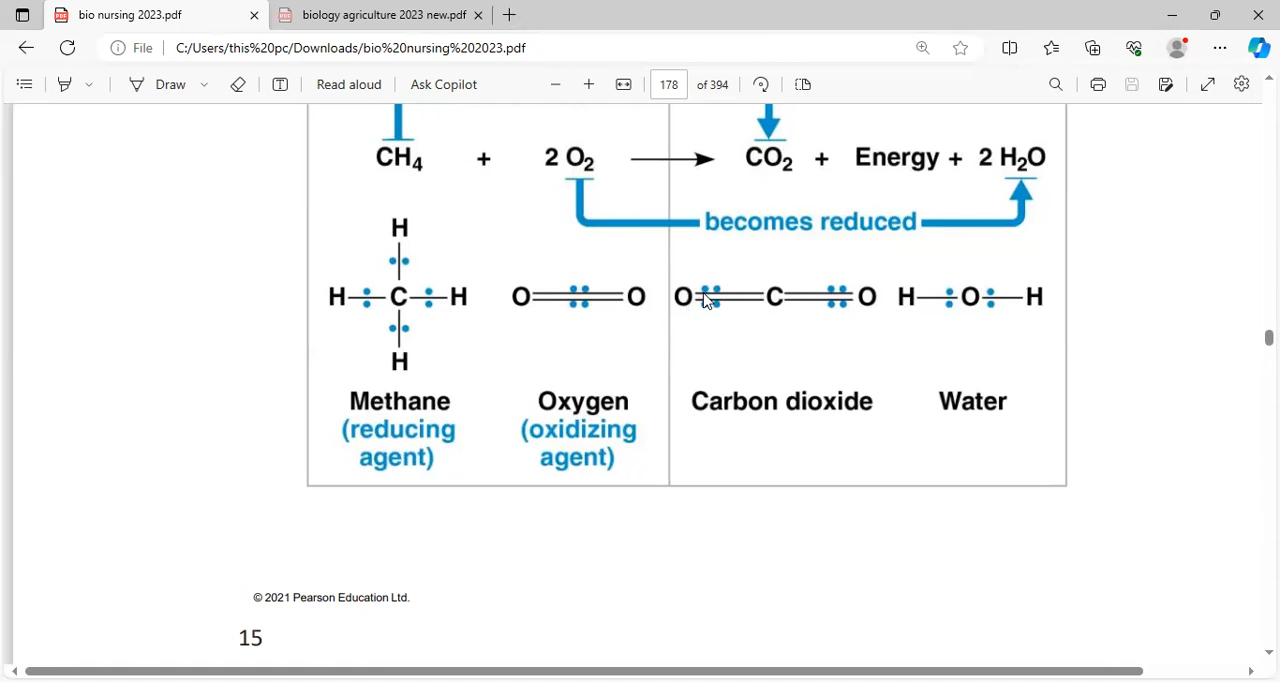 bio nursing 2023.pdf
biology agriculture 2023 new.pdf
File
C:/Users/this%20pc/Downloads/bio%20nursing%202023.pdf
Draw
Read aloud
Ask Copilot
178
of 394
CH4 + 2 O2 → CO2 + Energy + 2 H2O
becomes reduced
H
H C H O O O C O H O H
H
Methane Oxygen Carbon dioxide Water
(reducing (oxidizing
agent) agent)
© 2021 Pearson Education Ltd.
15